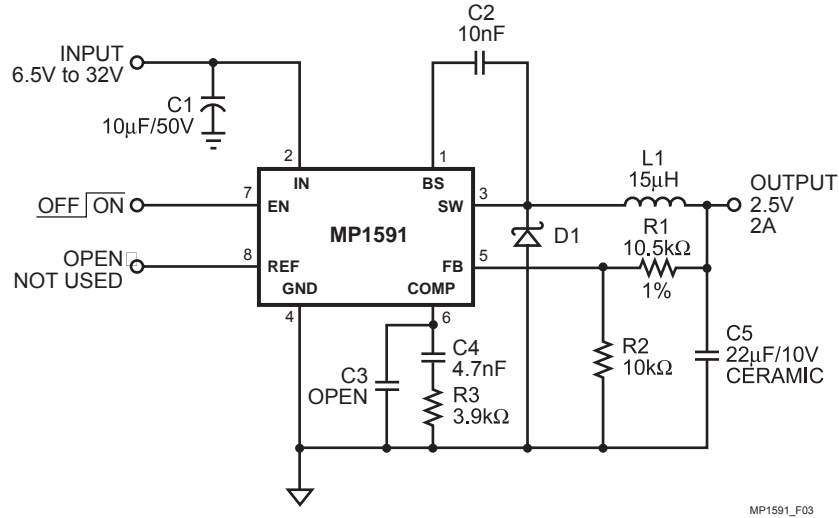 C2
10nF
INPUT
6.5V to 32V
C1
10µF/50V
2
1
IN
BS
L1
15µH
OUTPUT
2.5V
2A
7
EN
SW
3
OFF ON
MP1591
D1
R1
10.5kΩ
1%
OPEN
NOT USED
8
REF
FB
5
GND
COMP
4
6
C4
4.7nF
R2
10kΩ
C5
22µF/10V
CERAMIC
C3
OPEN
R3
3.9kΩ
MP1591_F03